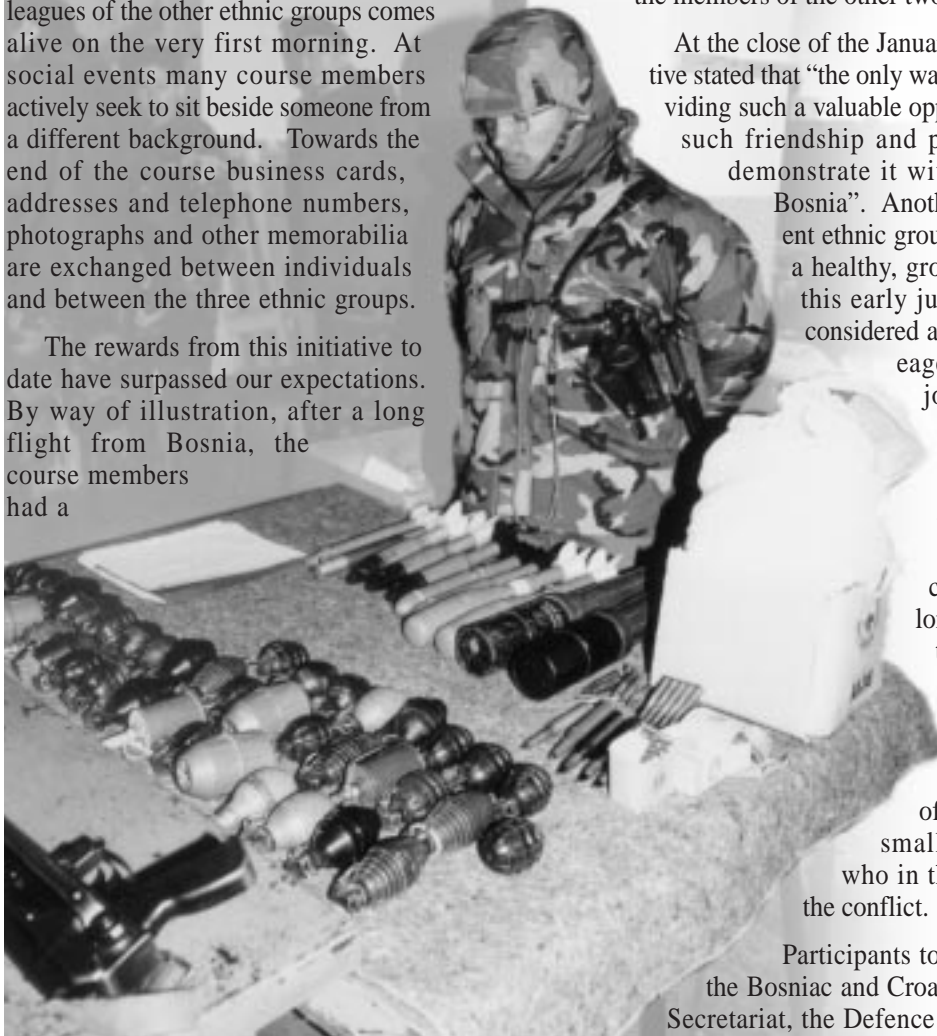 leagues of the other ethnic groups comes
alive on the very first morning. At
social events many course members
actively seek to sit beside someone from
a different background. Towards the
end of the course business cards,
addresses and telephone numbers,
photographs and other memorabilia
are exchanged between individuals
and between the three ethnic groups.
The rewards from this initiative to
date have surpassed our expectations.
By way of illustration, after a long
flight from Bosnia, the
course members
had a
the members of the other two
At the close of the Januar
tive stated that “the only wa
viding such a valuable opp
such friendship and p
demonstrate it wi
Bosnia”. Anoth
ent ethnic grou
a healthy, gro
this early ju
considered a
eage
jo
c
lo
t
of
small
who in th
the conflict.
Participants to
the Bosniac and Croa
Secretariat, the Defence